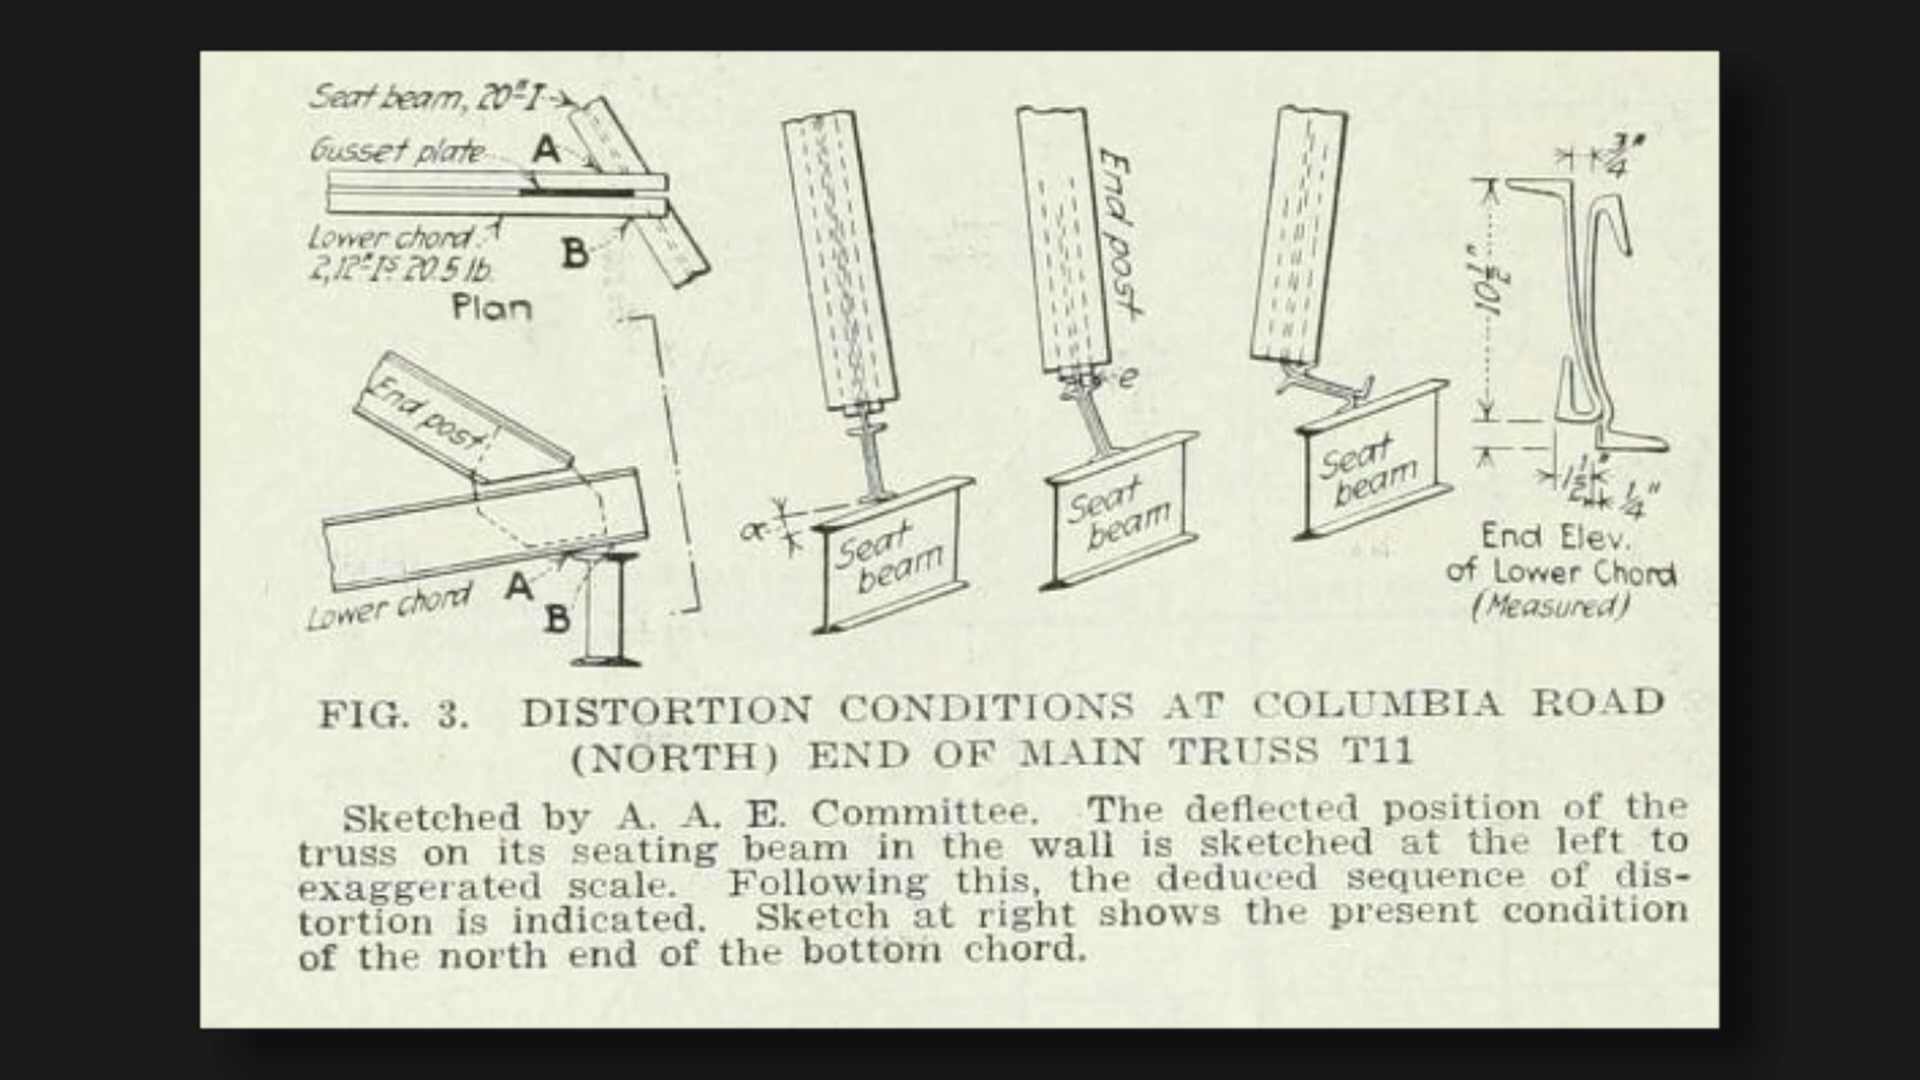 Seat beam, 20" I
Gusset plate
A
Lower chord
2, 12" Is 20.5 lb.
B
Plan
End post
Lower chord
A
B
α
Seat
beam
End post
e
Seat
beam
Seat
beam
3/4"
1 1/2"
1/4"
End Elev.
of Lower Chord
(Measured)
FIG. 3. DISTORTION CONDITIONS AT COLUMBIA ROAD
(NORTH) END OF MAIN TRUSS T11
Sketched by A. A. E. Committee. The deflected position of the
truss on its seating beam in the wall is sketched at the left to
exaggerated scale. Following this, the deduced sequence of dis-
tortion is indicated. Sketch at right shows the present condition
of the north end of the bottom chord.